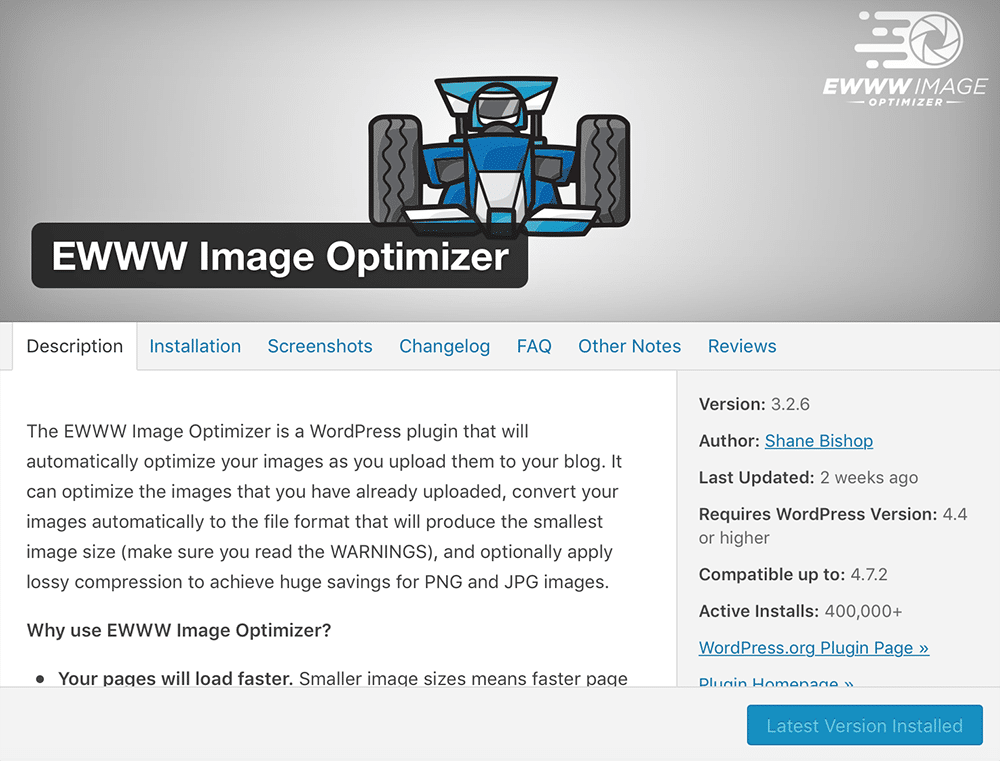 EWWW IMAGE
OPTIMIZER
EWWW Image Optimizer
Description Installation Screenshots Changelog FAQ Other Notes Reviews
The EWWW Image Optimizer is a WordPress plugin that will
automatically optimize your images as you upload them to your blog. It
can optimize the images that you have already uploaded, convert your
images automatically to the file format that will produce the smallest
image size (make sure you read the WARNINGS), and optionally apply
lossy compression to achieve huge savings for PNG and JPG images.
Why use EWWW Image Optimizer?
• Your pages will load faster. Smaller image sizes means faster page
Version: 3.2.6
Author: Shane Bishop
Last Updated: 2 weeks ago
Requires WordPress Version: 4.4
or higher
Compatible up to: 4.7.2
Active Installs: 400,000+
WordPress.org Plugin Page »
Plugin Homepage »
Latest Version Installed